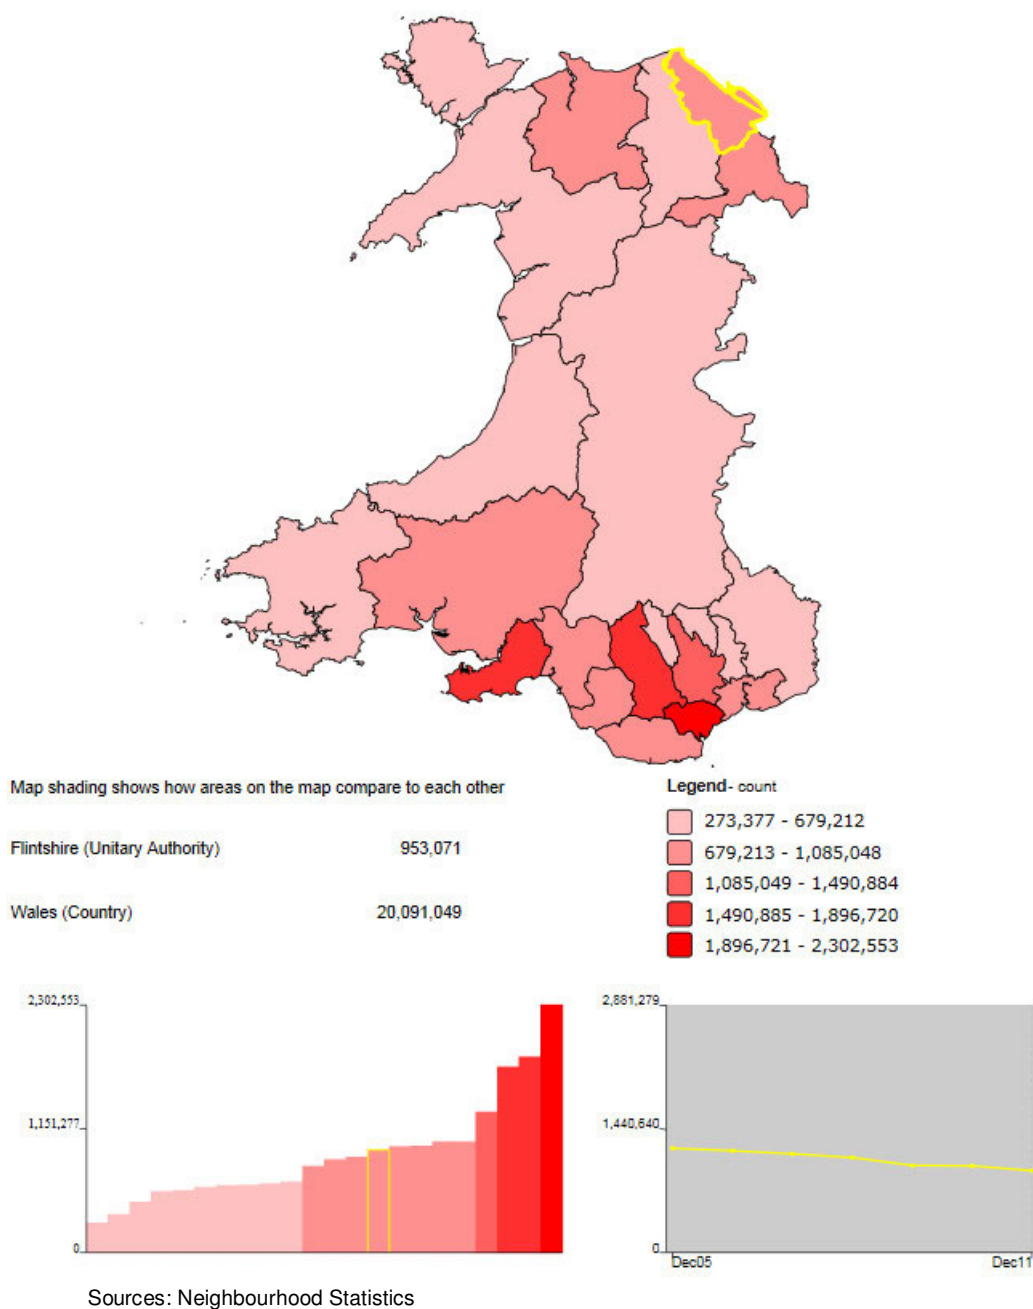 Map shading shows how areas on the map compare to each other
Legend- count
273,377 - 679,212
Flintshire (Unitary Authority) 953,071
679,213 - 1,085,048
1,085,049 - 1,490,884
Wales (Country) 20,091,049
1,490,885 - 1,896,720
1,896,721 - 2,302,553
2,302,553
1,151,277
0
2,881,279
1,440,640
0
Dec05 Dec11
Sources: Neighbourhood Statistics